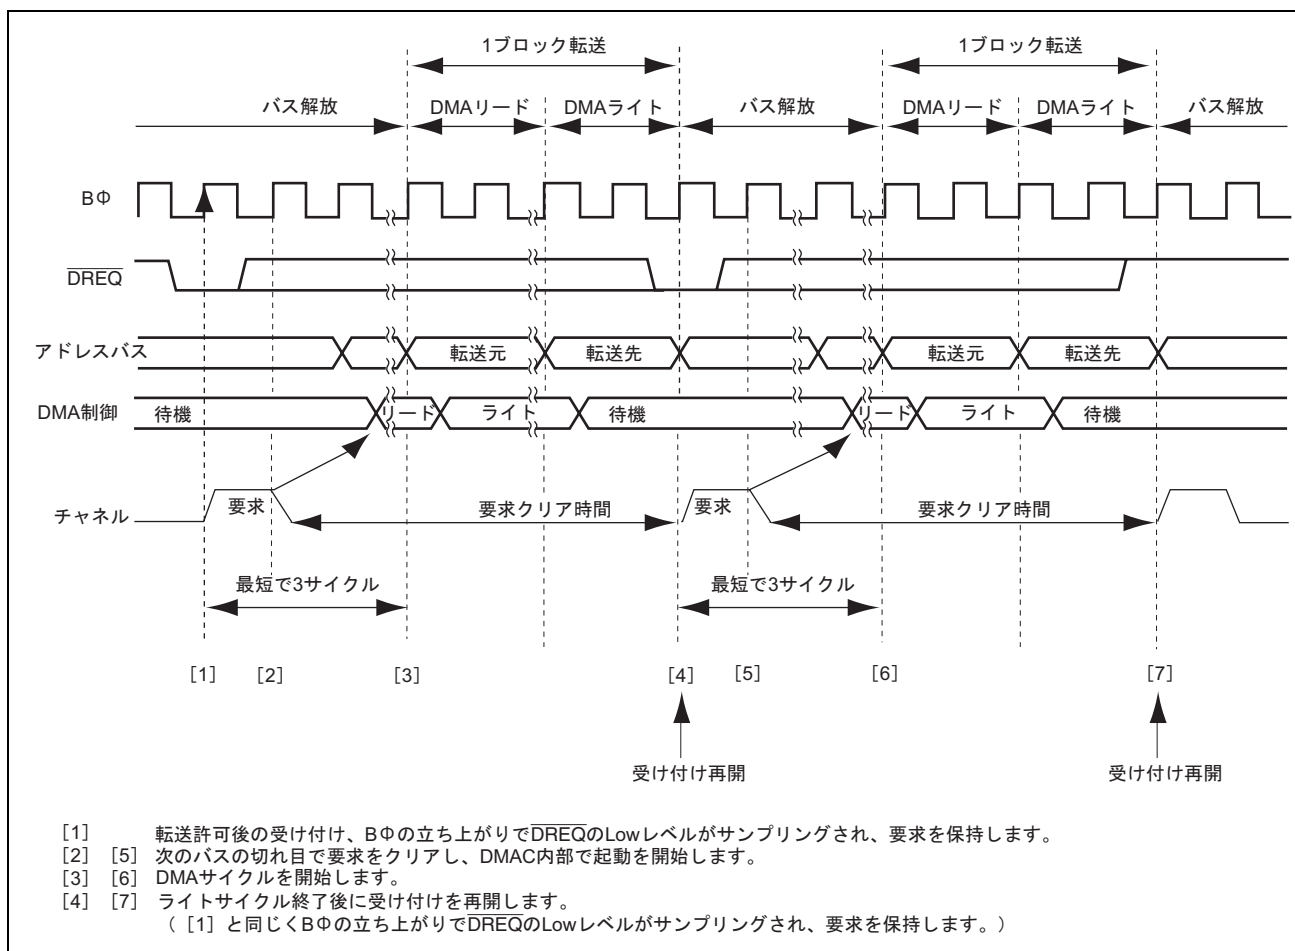 1ブロック転送 1ブロック転送
バス解放 DMAリード DMAライト バス解放 DMAリード DMAライト バス解放
BΦ
DREQ
アドレスバス 転送元 転送先 転送元 転送先
DMA制御 待機 リード ライト 待機 リード ライト 待機
チャネル 要求 要求クリア時間 要求 要求クリア時間
最短で3サイクル 最短で3サイクル
[1] [2] [3] [4] [5] [6] [7]
受け付け再開 受け付け再開
[1] 転送許可後の受け付け、BΦの立ち上がりでDREQのLowレベルがサンプリングされ、要求を保持します。
[2] [5] 次のバスの切れ目で要求をクリアし、DMAC内部で起動を開始します。
[3] [6] DMAサイクルを開始します。
[4] [7] ライトサイクル終了後に受け付けを再開します。
([1]と同じくBΦの立ち上がりでDREQのLowレベルがサンプリングされ、要求を保持します。)